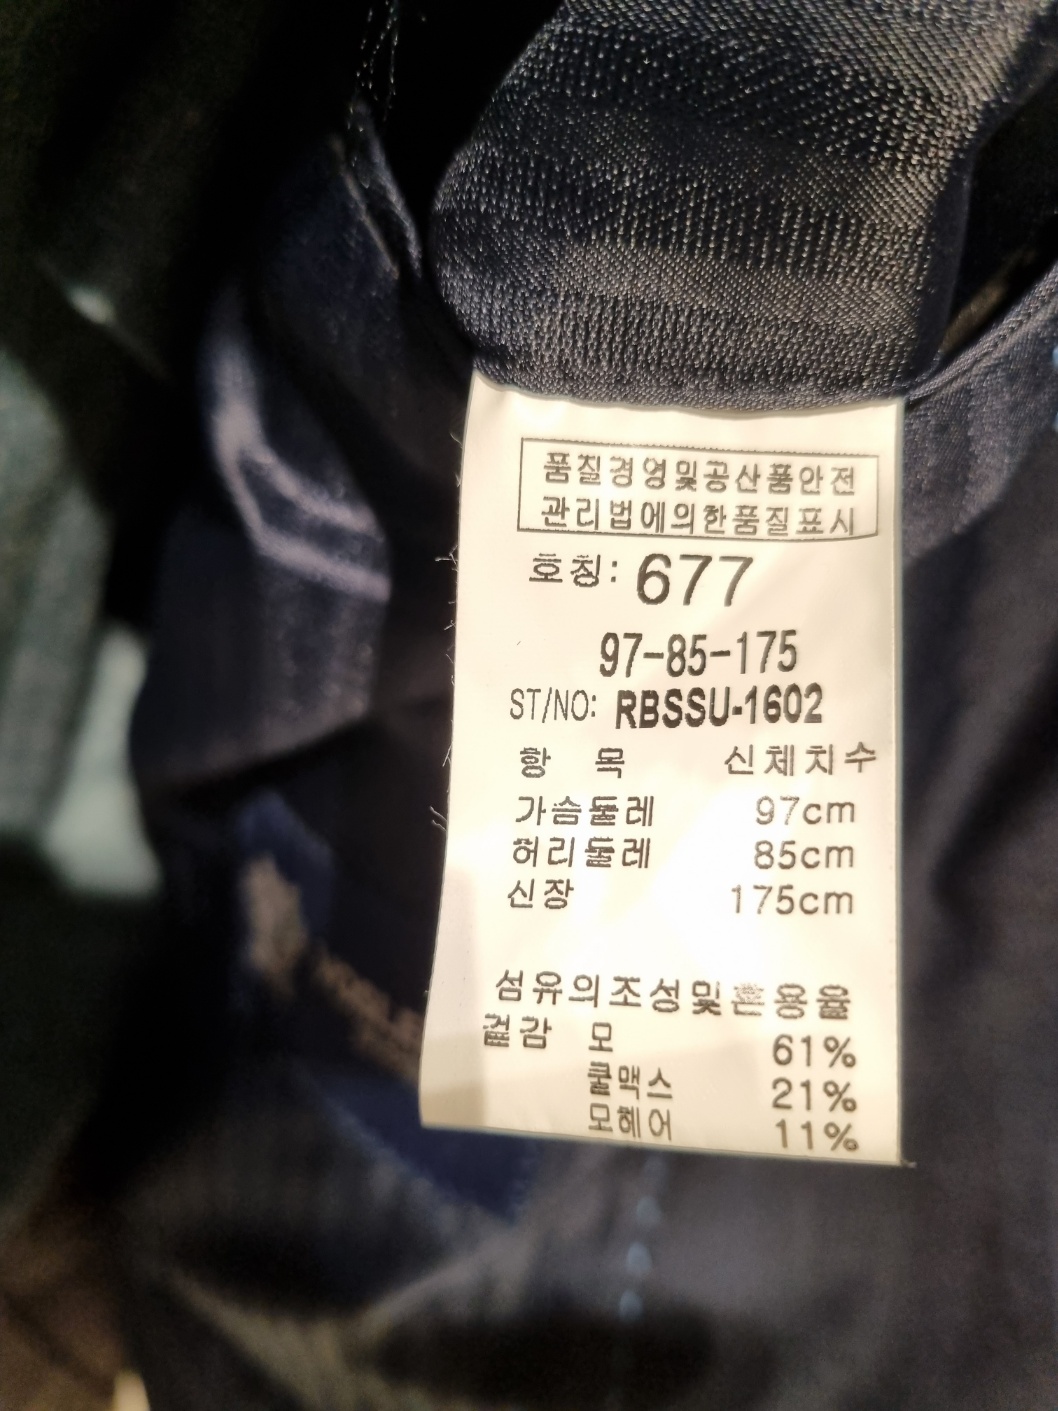 품질경영및공산품안전
관리법에의한품질표시
호칭: 677
97-85-175
ST/NO: RBSSU-1602
항 목 신체치수
가슴둘레 97cm
허리둘레 85cm
신장 175cm
섬유의조성및혼용율
겉감 모 61%
쿨맥스 21%
모헤어 11%